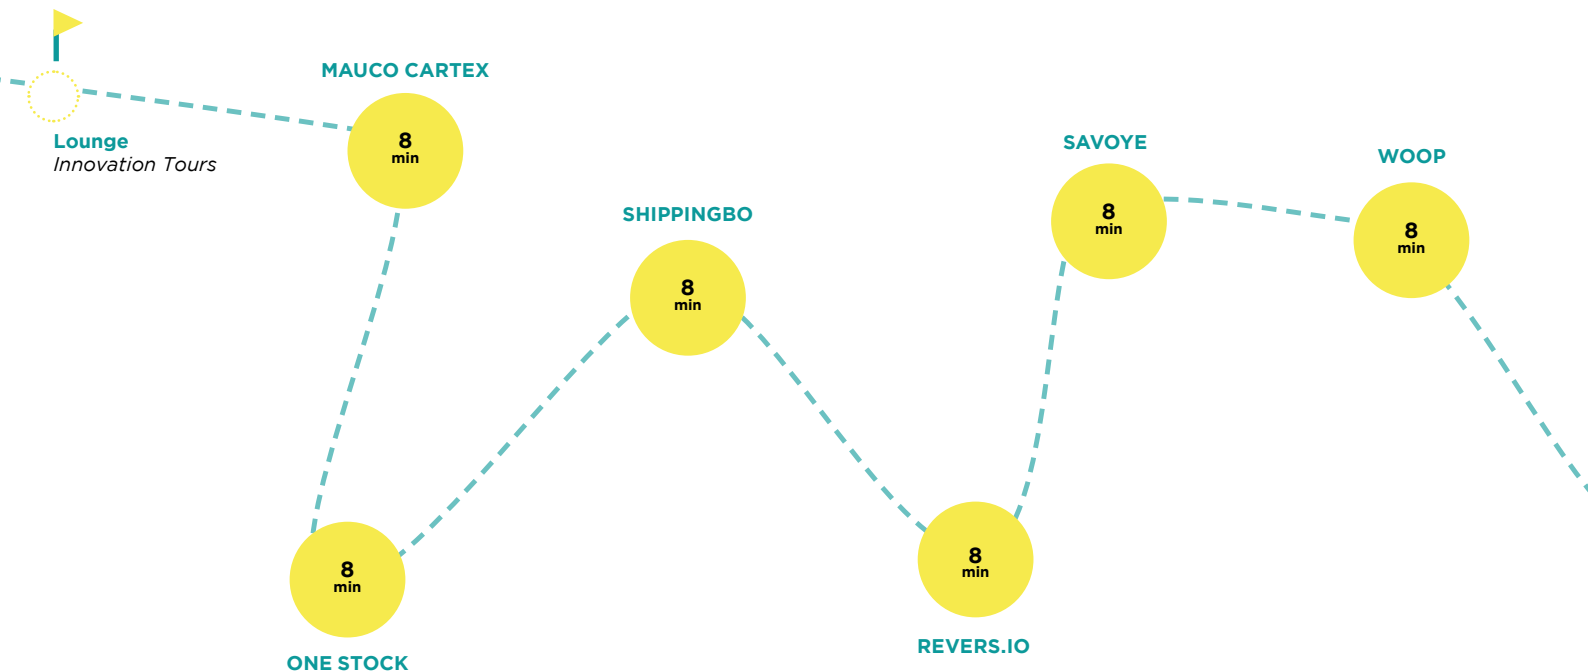 Lounge
Innovation Tours
MAUCO CARTEX
8
min
ONE STOCK
8
min
SHIPPINGBO
8
min
REVERS.IO
8
min
SAVOYE
8
min
WOOP
8
min